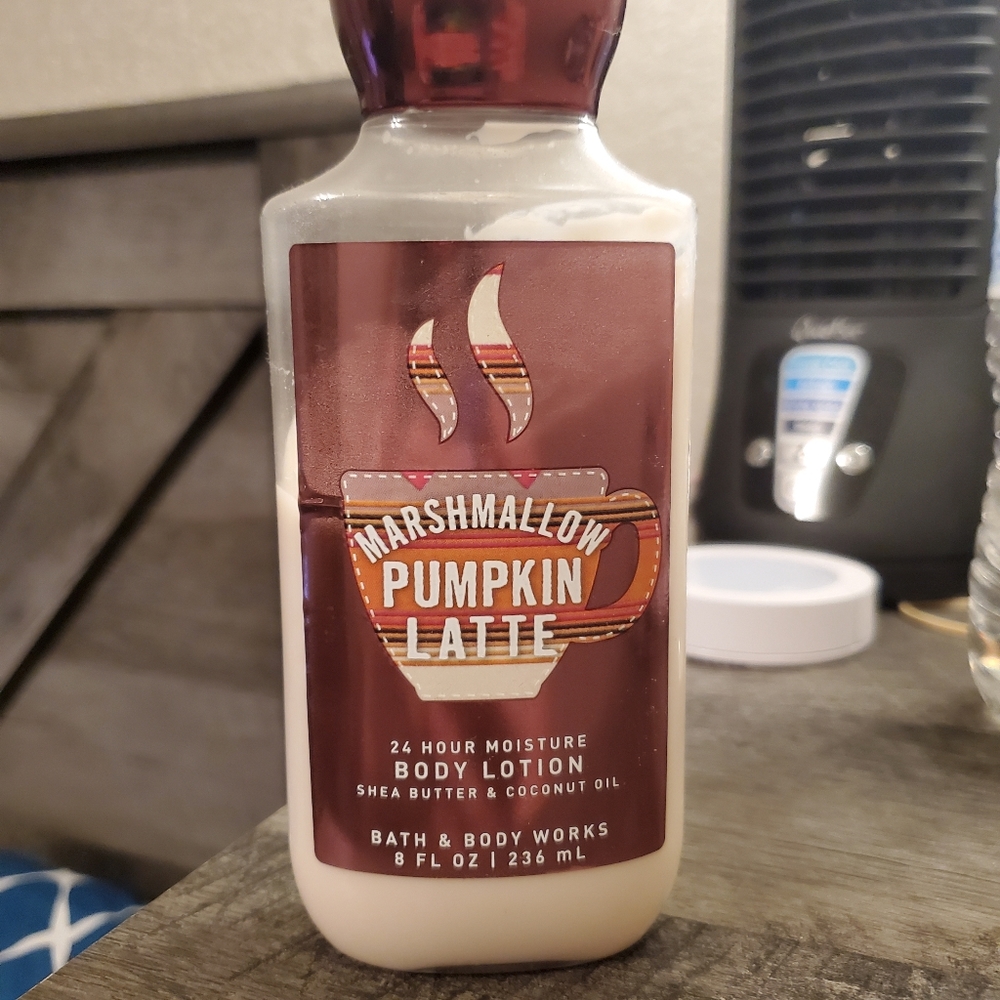 MARSHMALLOW
PUMPKIN
LATTE
24 HOUR MOISTURE
BODY LOTION
SHEA BUTTER & COCONUT OIL
BATH & BODY WORKS
8 FL OZ | 236 mL